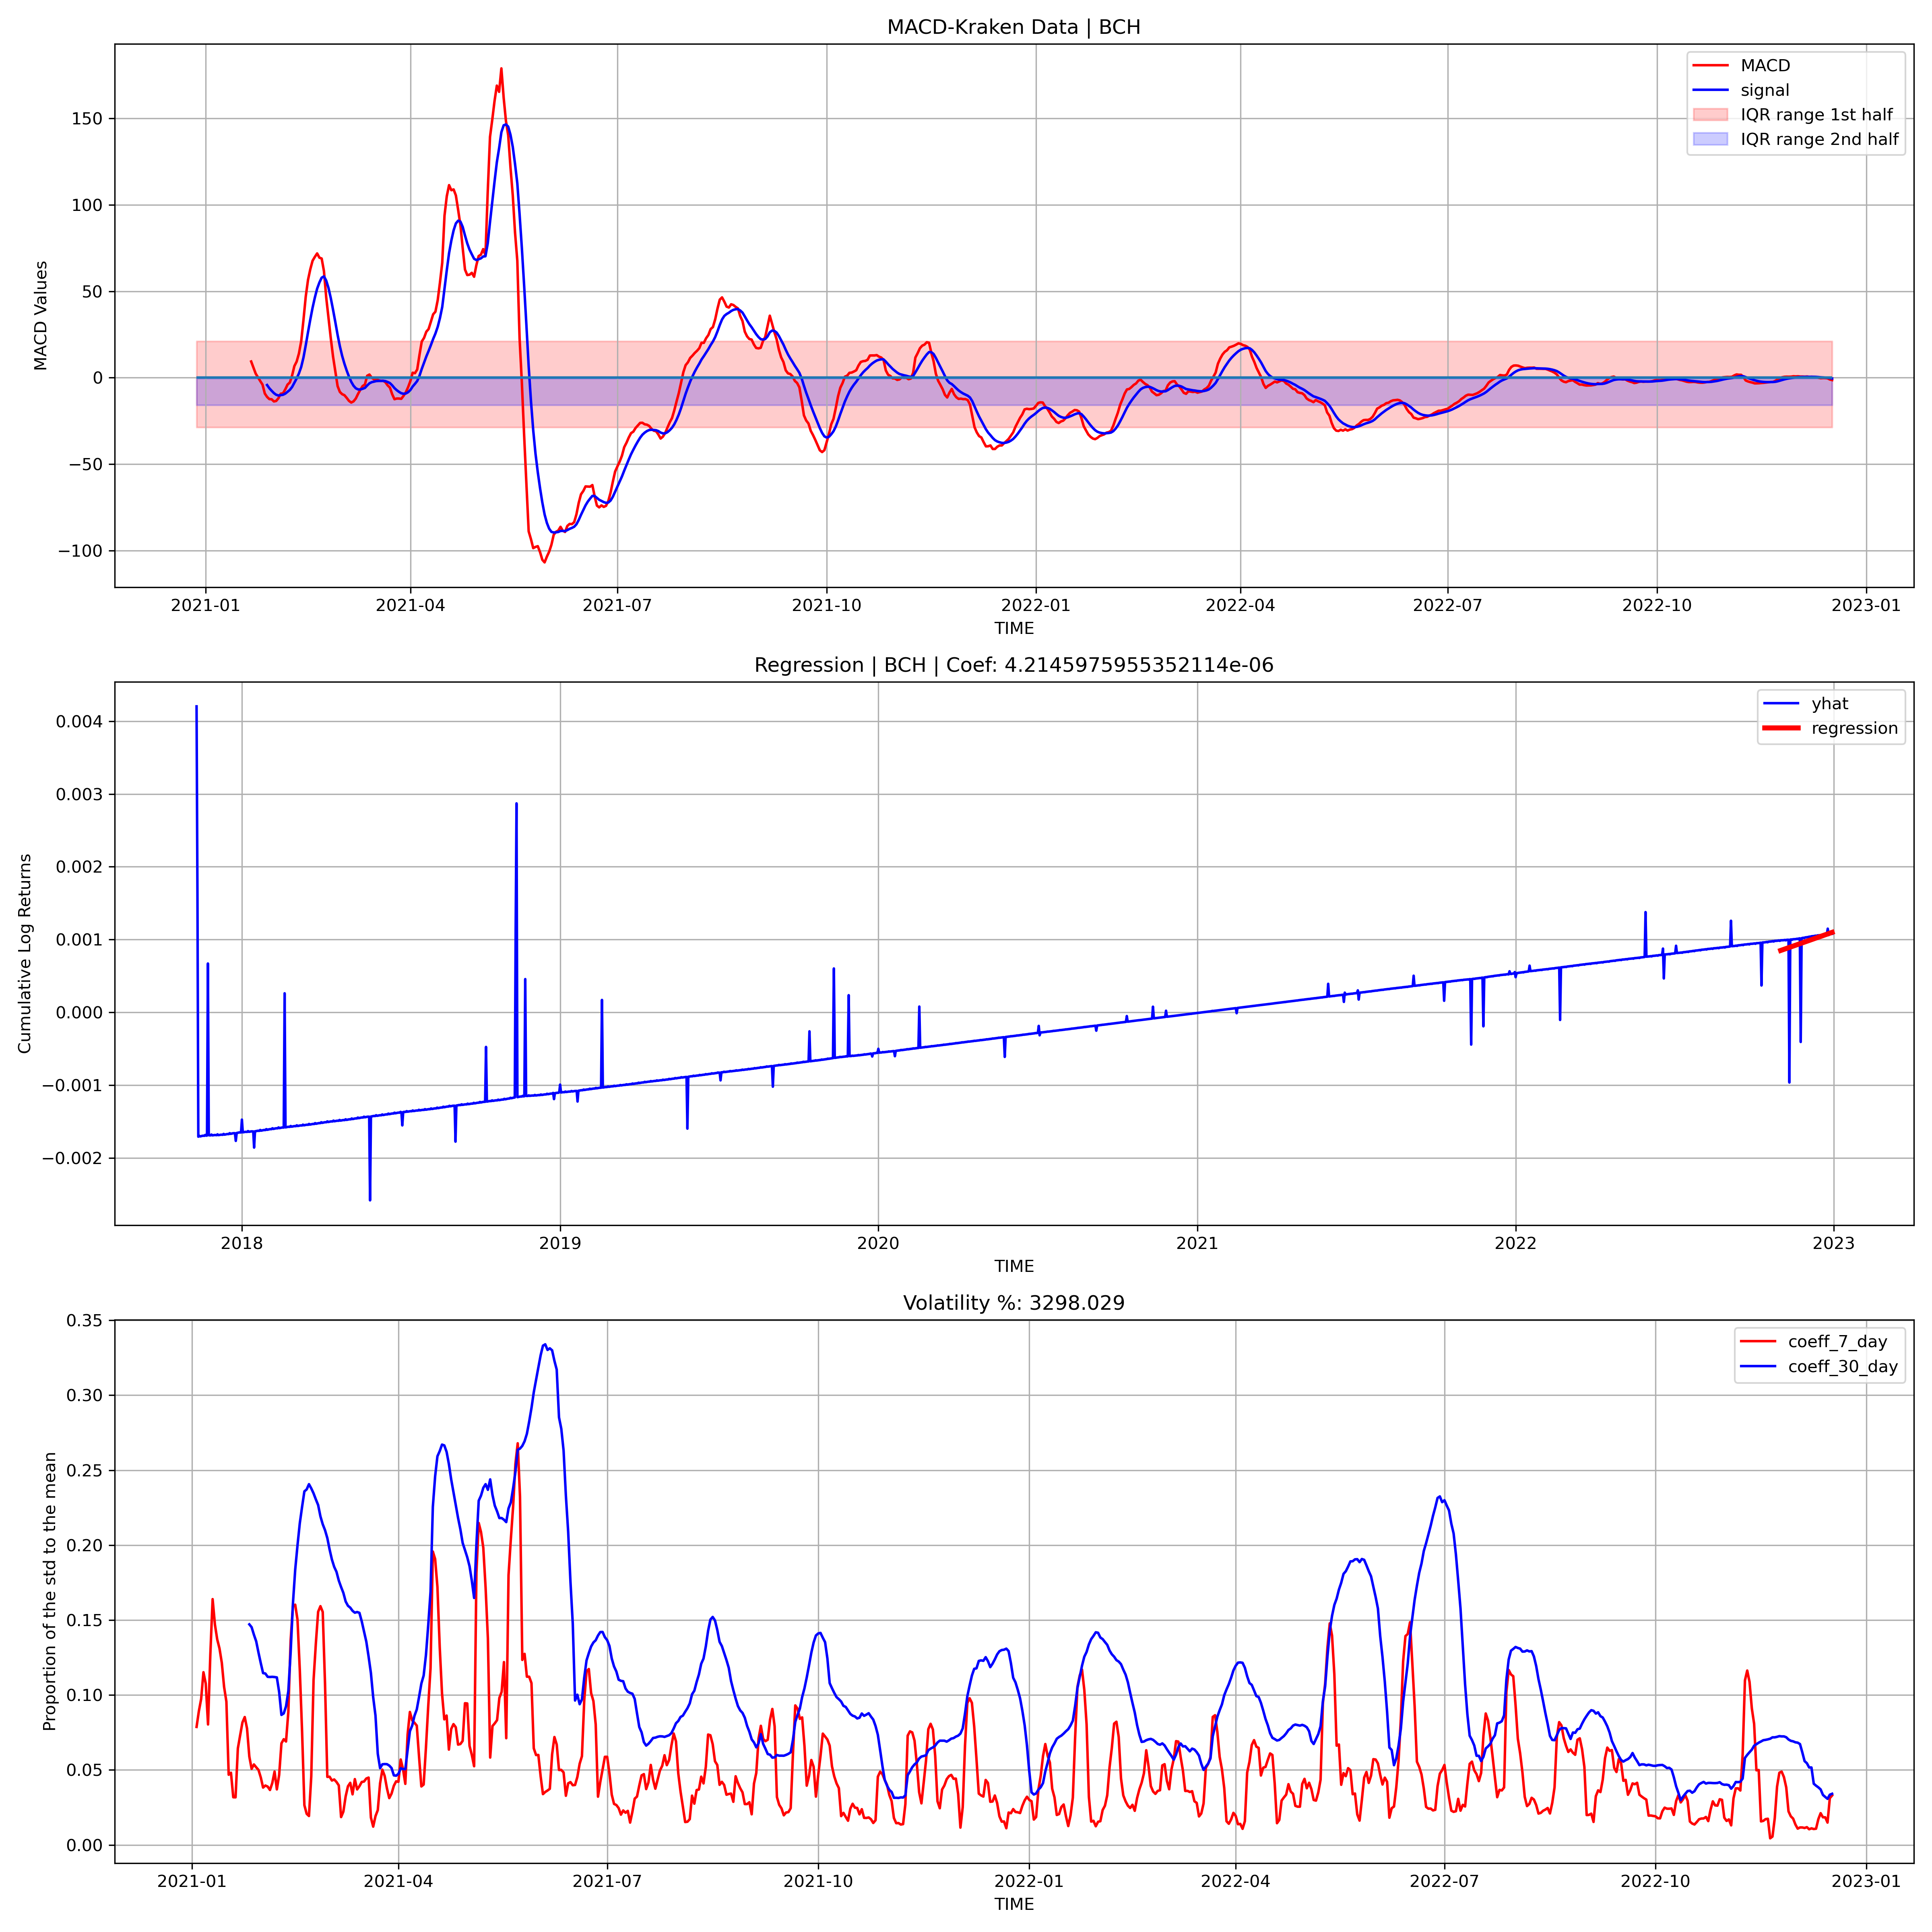 MACD-Kraken Data | BCH
MACD
signal
IQR range 1st half
IQR range 2nd half
MACD Values
150
100
50
0
−50
−100
2021-01 2021-04 2021-07 2021-10 2022-01 2022-04 2022-07 2022-10 2023-01
TIME
Regression | BCH | Coef: 4.2145975955352114e-06
yhat
regression
Cumulative Log Returns
0.004
0.003
0.002
0.001
0.000
−0.001
−0.002
2018 2019 2020 2021 2022 2023
TIME
Volatility %: 3298.029
coeff_7_day
coeff_30_day
Proportion of the std to the mean
0.35
0.30
0.25
0.20
0.15
0.10
0.05
0.00
2021-01 2021-04 2021-07 2021-10 2022-01 2022-04 2022-07 2022-10 2023-01
TIME